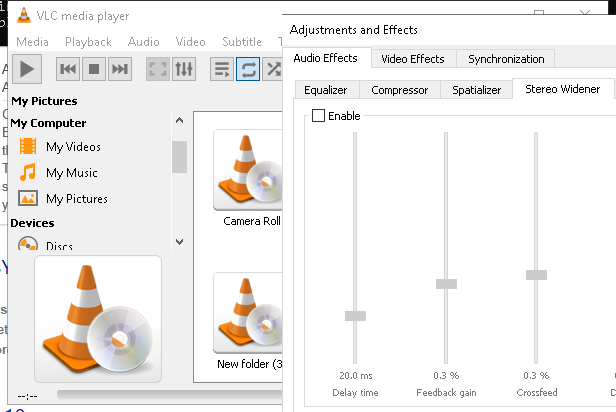 VLC media player
Media Playback Audio Video Subtitle
My Pictures
My Computer
My Videos
My Music
My Pictures
Devices
Discs
Camera Roll
New folder (3
--:--
Adjustments and Effects
Audio Effects Video Effects Synchronization
Equalizer Compressor Spatializer Stereo Widener
Enable
20.0 ms 0.3 % 0.3 %
Delay time Feedback gain Crossfeed